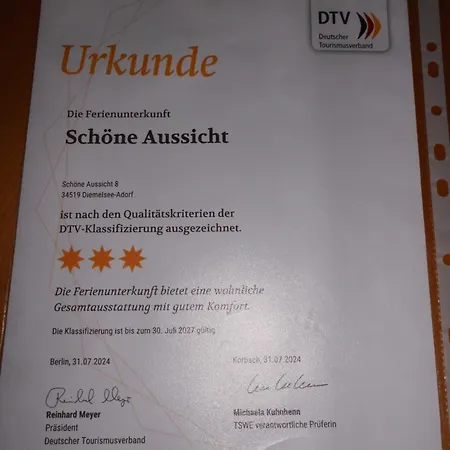 DTV
Deutscher
Tourismusverband
Urkunde
Die Ferienunterkunft
Schöne Aussicht
Schöne Aussicht 8
34519 Diemelsee-Adorf
ist nach den Qualitätskriterien der
DTV-Klassifizierung ausgezeichnet.
Die Ferienunterkunft bietet eine wohnliche
Gesamtausstattung mit gutem Komfort.
Die Klassifizierung ist bis zum 30. Juli 2027 gültig
Berlin, 31.07.2024
Korbach, 31.07.2024
Reinhard Meyer
Präsident
Deutscher Tourismusverband
Michaela Kuhnhenn
TSWE verantwortliche Prüferin